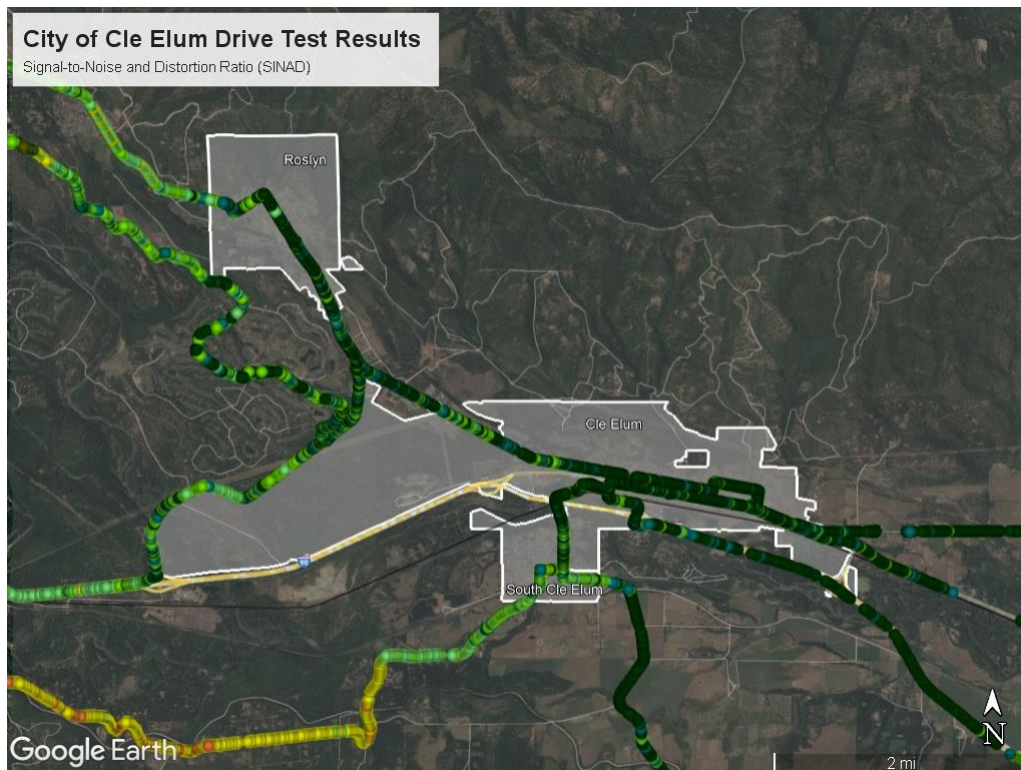 City of Cle Elum Drive Test Results
Signal-to-Noise and Distortion Ratio (SINAD)
Roslyn
Cle Elum
90
South Cle Elum
N
Google Earth
2 mi